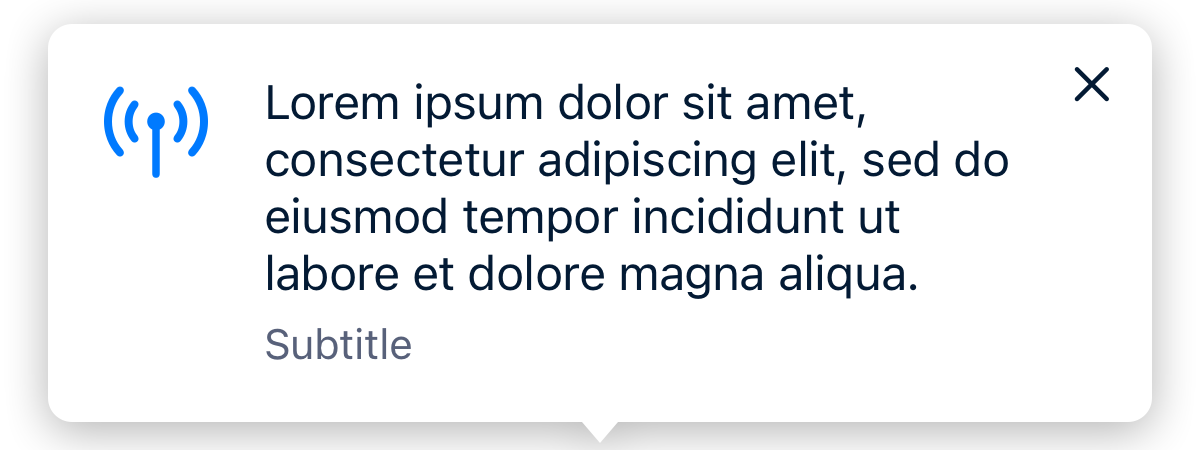 Lorem ipsum dolor sit amet,
consectetur adipiscing elit, sed do
eiusmod tempor incididunt ut
labore et dolore magna aliqua.
Subtitle